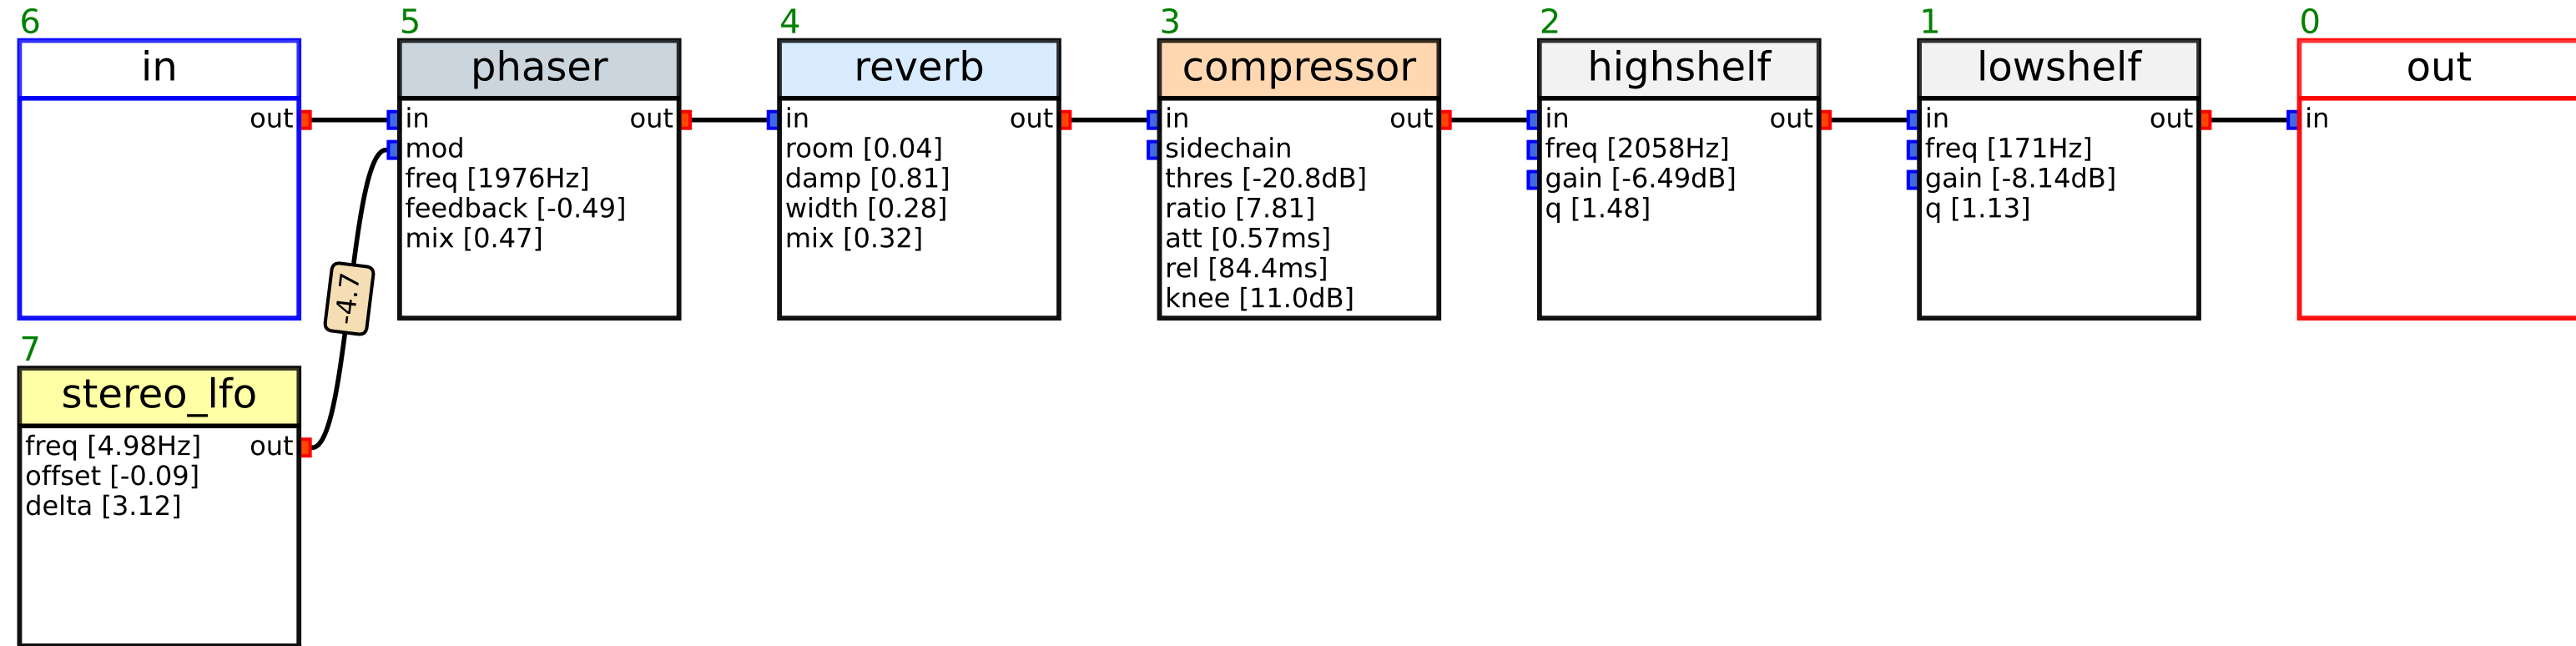 6
in
out
5
phaser
in out
mod
freq [1976Hz]
feedback [-0.49]
mix [0.47]
4
reverb
in out
room [0.04]
damp [0.81]
width [0.28]
mix [0.32]
3
compressor
in out
sidechain
thres [-20.8dB]
ratio [7.81]
att [0.57ms]
rel [84.4ms]
knee [11.0dB]
2
highshelf
in out
freq [2058Hz]
gain [-6.49dB]
q [1.48]
1
lowshelf
in out
freq [171Hz]
gain [-8.14dB]
q [1.13]
0
out
in
-4.7
7
stereo_lfo
freq [4.98Hz] out
offset [-0.09]
delta [3.12]